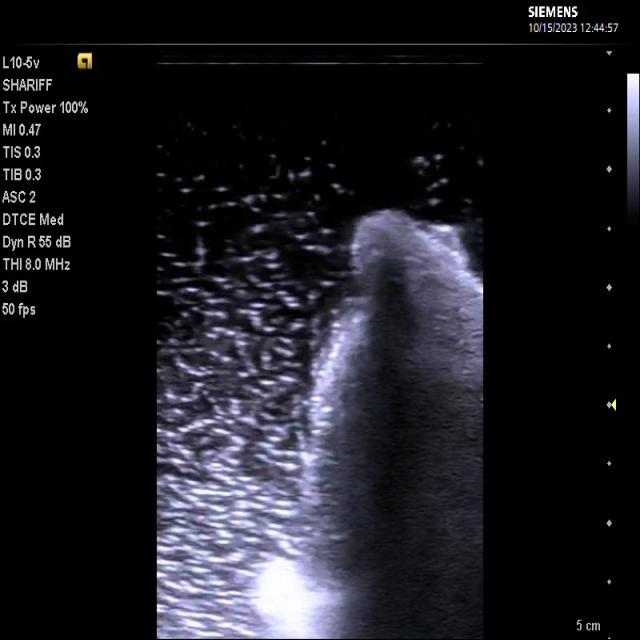 SIEMENS
10/15/2023 12:44:57
L10-5v
SHARIFF
Tx Power 100%
MI 0.47
TIS 0.3
TIB 0.3
ASC 2
DTCE Med
Dyn R 55 dB
THI 8.0 MHz
3 dB
50 fps
5 cm